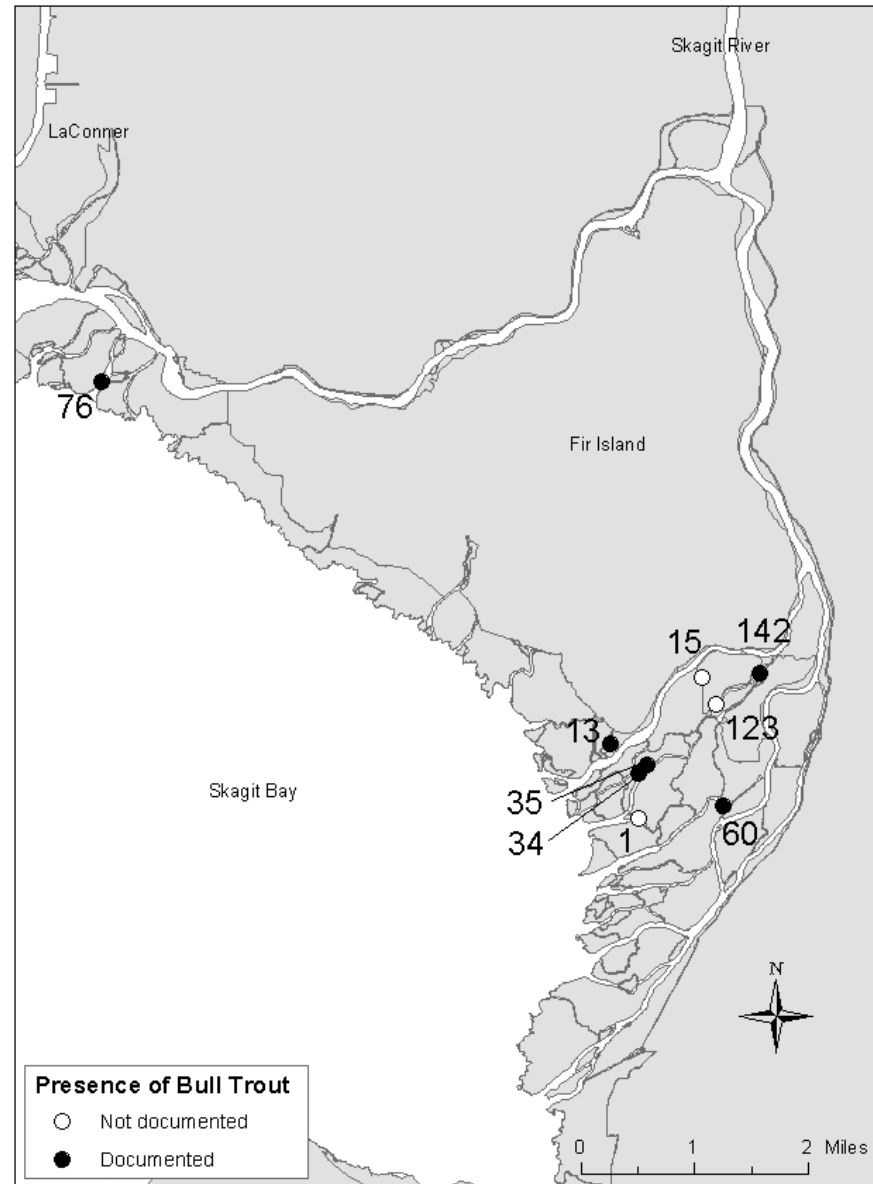 Skagit River
LaConner
76
Fir Island
15
142
13
123
Skagit Bay
35
34
1
60
N
Presence of Bull Trout
Not documented
Documented
0 1 2 Miles